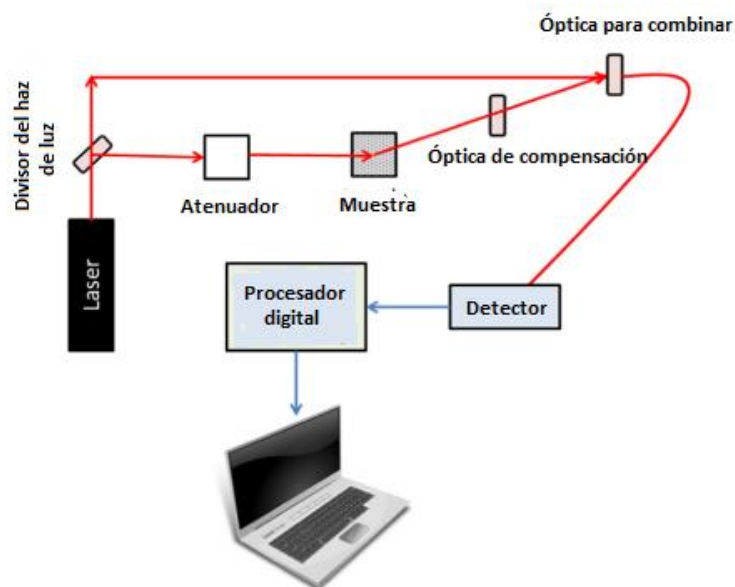 Óptica para combinar
Divisor del haz
de luz
Óptica de compensación
Atenuador
Muestra
Laser
Procesador
digital
Detector